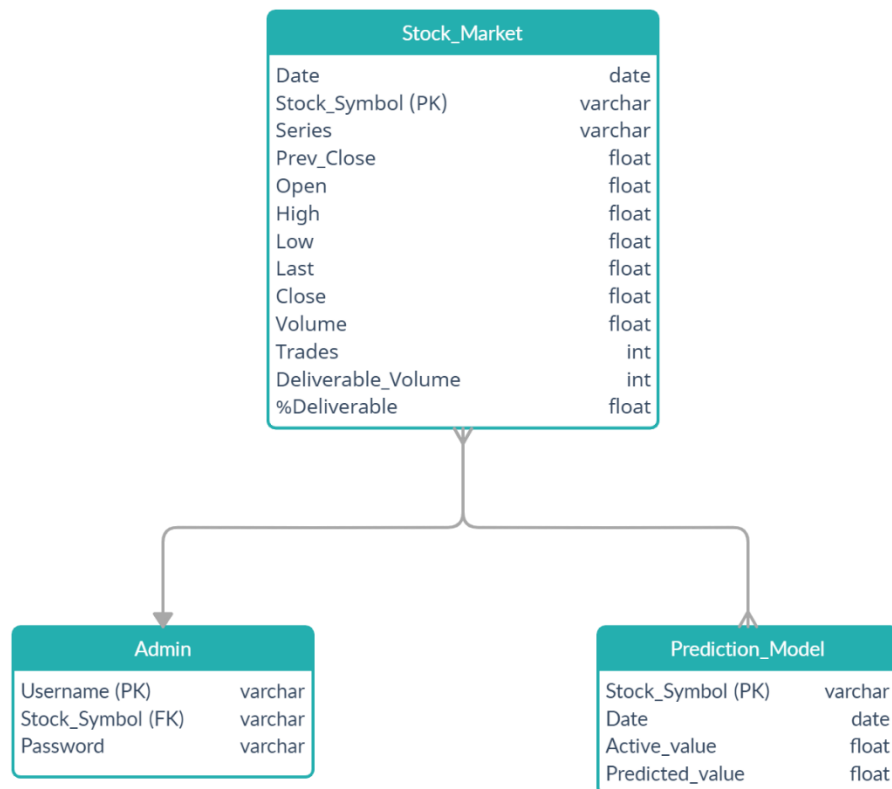 Stock_Market
Date date
Stock_Symbol (PK) varchar
Series varchar
Prev_Close float
Open float
High float
Low float
Last float
Close float
Volume float
Trades int
Deliverable_Volume int
%Deliverable float
Admin
Username (PK) varchar
Stock_Symbol (FK) varchar
Password varchar
Prediction_Model
Stock_Symbol (PK) varchar
Date date
Active_value float
Predicted_value float